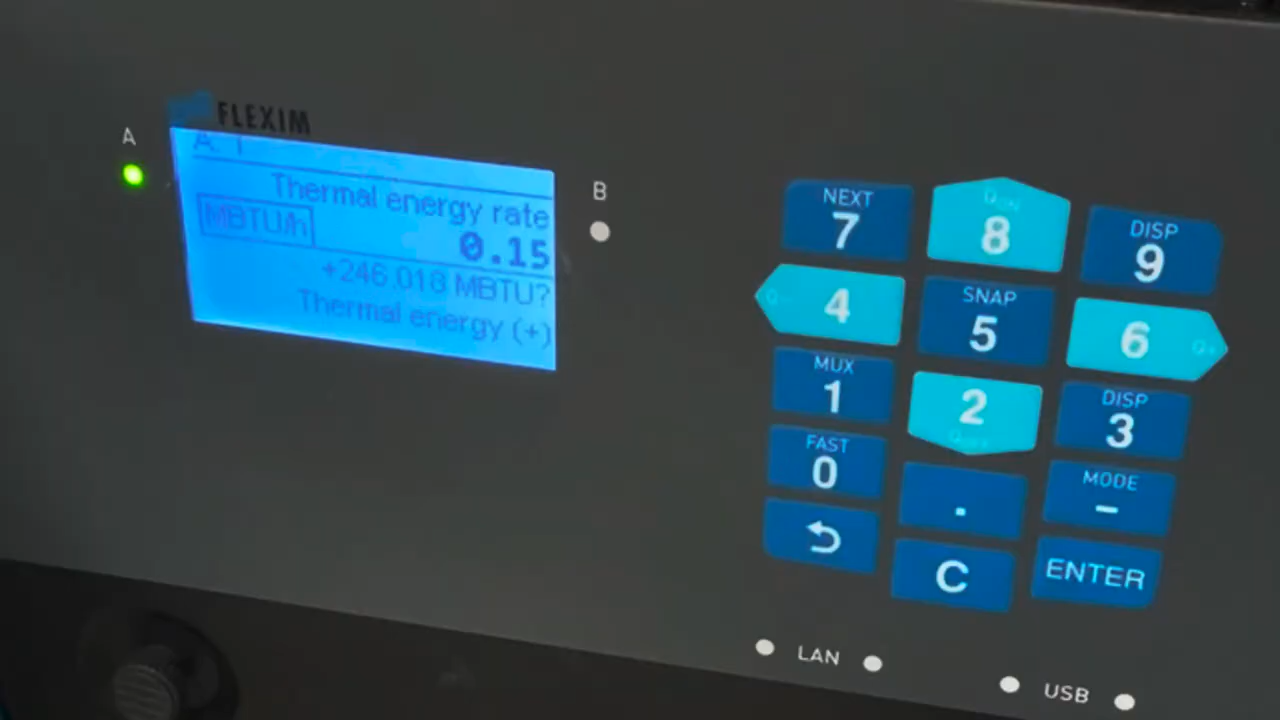 FLEXIM
A
B
Thermal energy rate
MBTU/h
0.15
+246.018 MBTU?
Thermal energy (+)
NEXT
7
8
DISP
9
4
SNAP
5
6
MUX
1
2
DISP
3
FAST
0
.
MODE
–
C
ENTER
LAN
USB